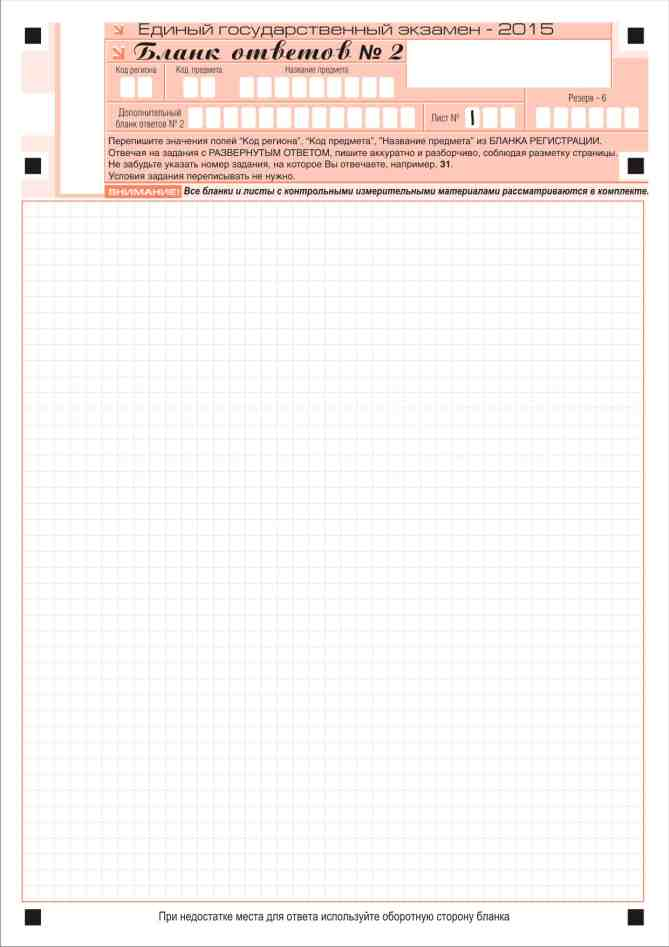 Единый государственный экзамен - 2015
Бланк ответов № 2
Код региона Код предмета Название предмета
Резерв - 6
Дополнительный
бланк ответов № 2
Лист № 1
Перепишите значения полей "Код региона", "Код предмета", "Название предмета" из БЛАНКА РЕГИСТРАЦИИ.
Отвечая на задания с РАЗВЕРНУТЫМ ОТВЕТОМ, пишите аккуратно и разборчиво, соблюдая разметку страницы.
Не забудьте указать номер задания, на которое Вы отвечаете, например, 31.
Условия задания переписывать не нужно.
ВНИМАНИЕ! Все бланки и листы с контрольными измерительными материалами рассматриваются в комплекте.
При недостатке места для ответа используйте оборотную сторону бланка